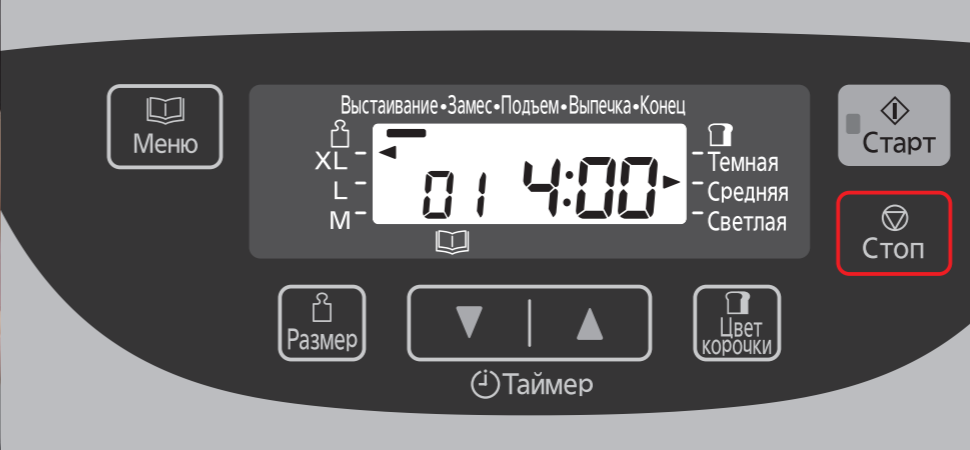 Выстаивание•Замес•Подъем•Выпечка•Конец
Меню
XL
L
M
01 4:00
Темная
Средняя
Светлая
Старт
Стоп
Размер
Таймер
Цвет
корочки